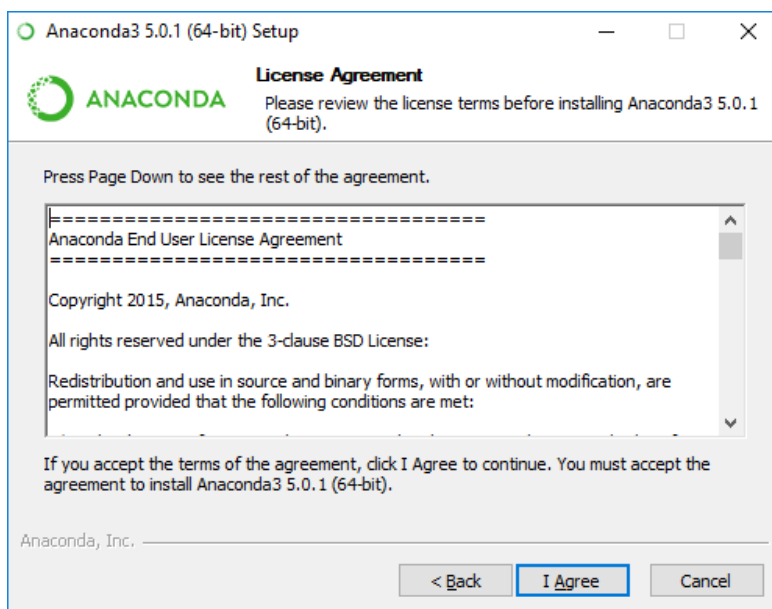 Anaconda3 5.0.1 (64-bit) Setup
ANACONDA
License Agreement
Please review the license terms before installing Anaconda3 5.0.1
(64-bit).
Press Page Down to see the rest of the agreement.
===================================
Anaconda End User License Agreement
===================================
Copyright 2015, Anaconda, Inc.
All rights reserved under the 3-clause BSD License:
Redistribution and use in source and binary forms, with or without modification, are
permitted provided that the following conditions are met:
If you accept the terms of the agreement, click I Agree to continue. You must accept the
agreement to install Anaconda3 5.0.1 (64-bit).
Anaconda, Inc.
< Back
I Agree
Cancel